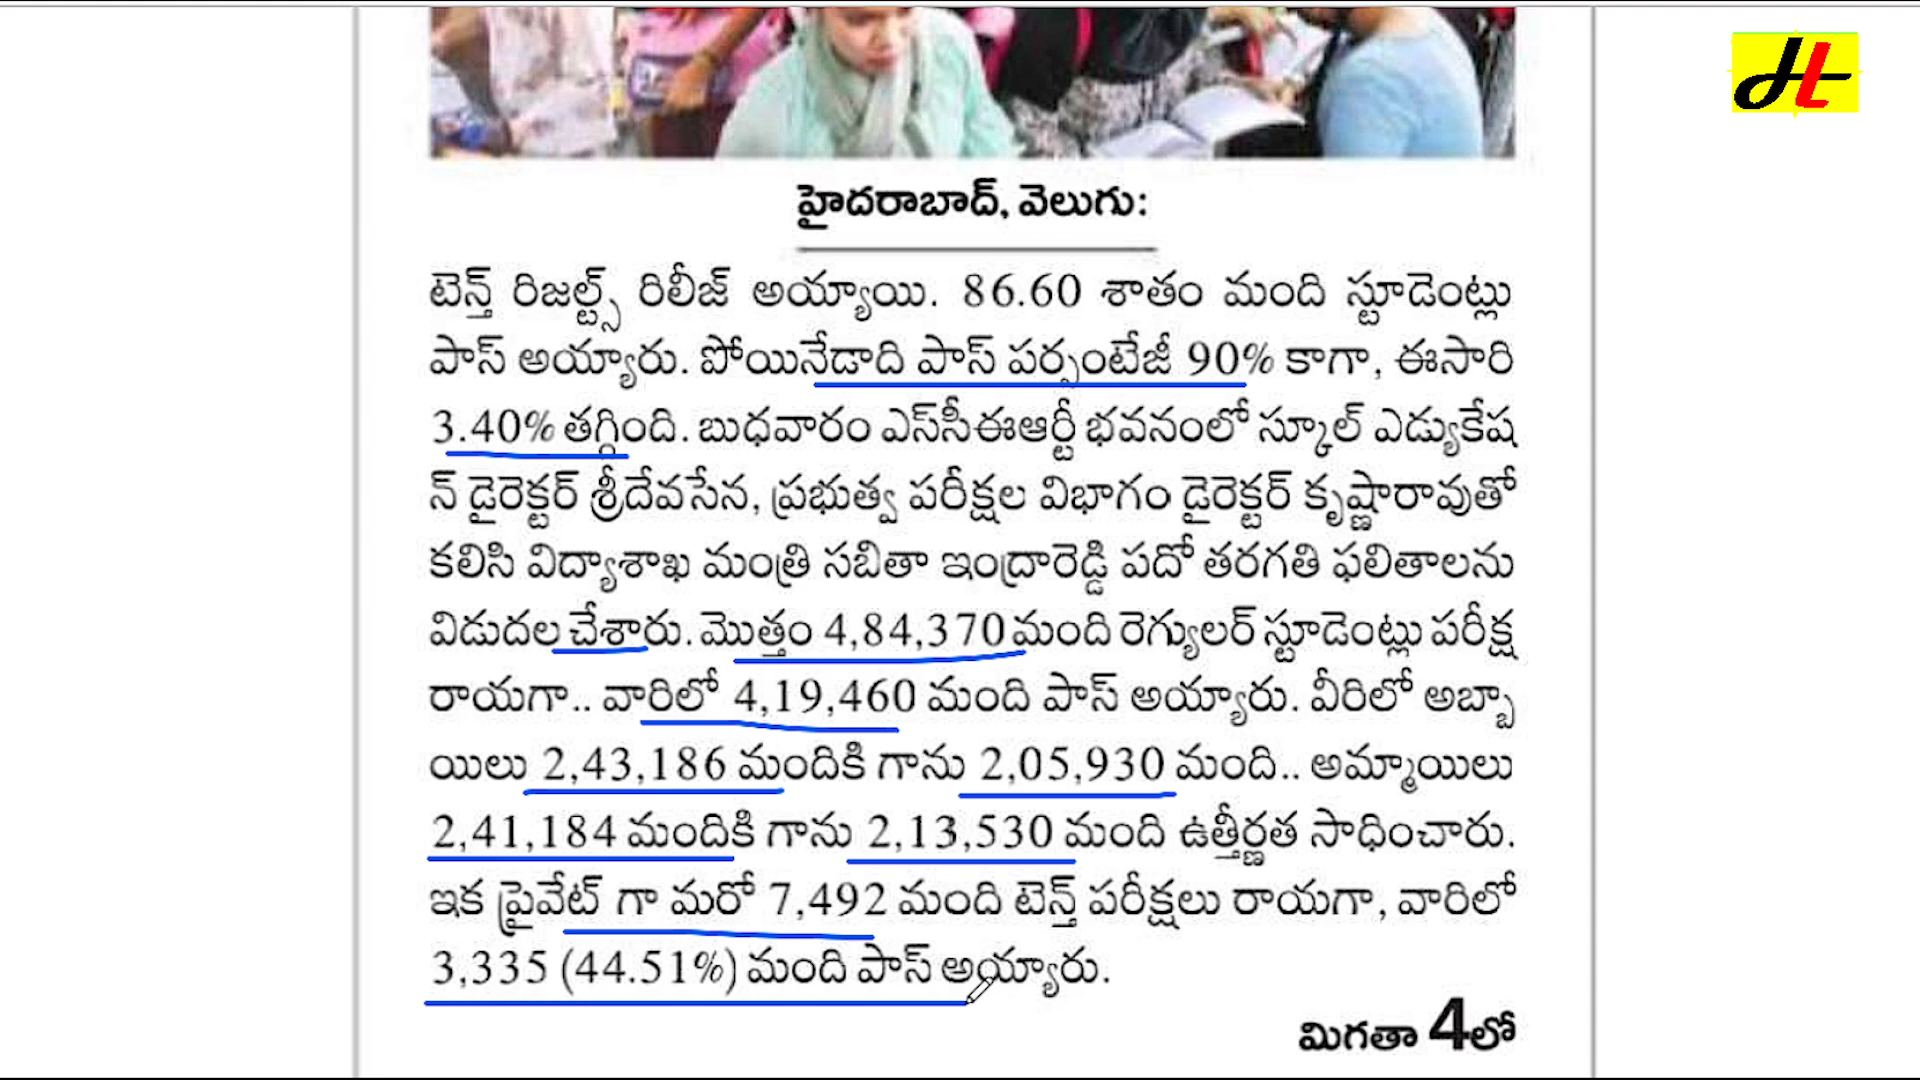 HL
హైదరాబాద్, వెలుగు:
టెన్త్ రిజల్ట్స్ రిలీజ్ అయ్యాయి. 86.60 శాతం మంది స్టూడెంట్లు
పాస్ అయ్యారు. పోయినేడాది పాస్ పర్సంటేజీ 90% కాగా, ఈసారి
3.40% తగ్గింది. బుధవారం ఎస్‌సీఈఆర్టీ భవనంలో స్కూల్ ఎడ్యుకేష
న్ డైరెక్టర్ శ్రీదేవసేన, ప్రభుత్వ పరీక్షల విభాగం డైరెక్టర్ కృష్ణారావుతో
కలిసి విద్యాశాఖ మంత్రి సబితా ఇంద్రారెడ్డి పదో తరగతి ఫలితాలను
విడుదల చేశారు. మొత్తం 4,84,370 మంది రెగ్యులర్ స్టూడెంట్లు పరీక్ష
రాయగా.. వారిలో 4,19,460 మంది పాస్ అయ్యారు. వీరిలో అబ్బా
యిలు 2,43,186 మందికి గాను 2,05,930 మంది.. అమ్మాయిలు
2,41,184 మందికి గాను 2,13,530 మంది ఉత్తీర్ణత సాధించారు.
ఇక ప్రైవేట్ గా మరో 7,492 మంది టెన్త్ పరీక్షలు రాయగా, వారిలో
3,335 (44.51%) మంది పాస్ అయ్యారు.
మిగతా 4లో